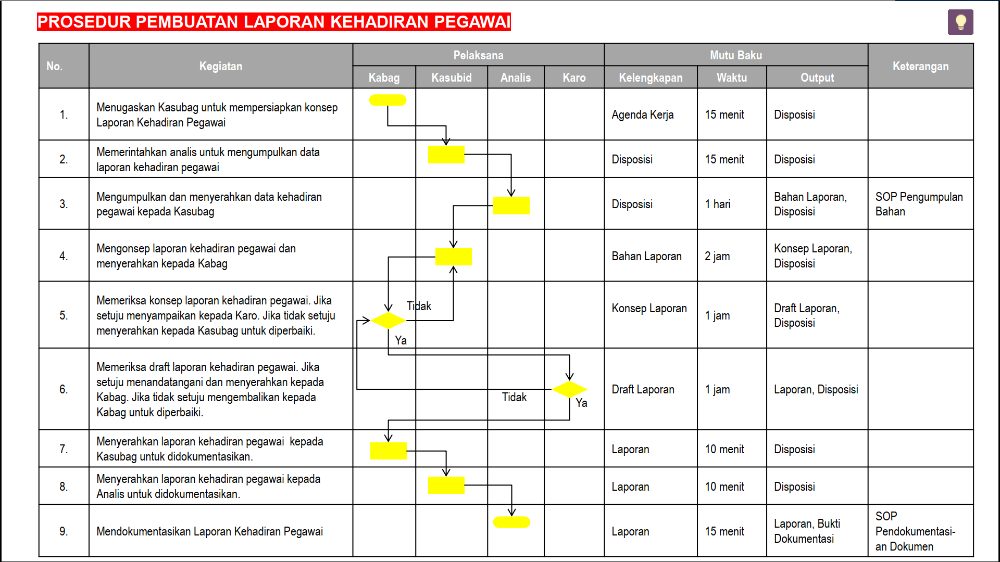 PROSEDUR PEMBUATAN LAPORAN KEHADIRAN PEGAWAI
No.
Kegiatan
Pelaksana
Mutu Baku
Keterangan
Kabag
Kasubid
Analis
Karo
Kelengkapan
Waktu
Output
1.
Menugaskan Kasubag untuk mempersiapkan konsep
Laporan Kehadiran Pegawai
Agenda Kerja
15 menit
Disposisi
2.
Memerintahkan analis untuk mengumpulkan data
laporan kehadiran pegawai
Disposisi
15 menit
Disposisi
3.
Mengumpulkan dan menyerahkan data kehadiran
pegawai kepada Kasubag
Disposisi
1 hari
Bahan Laporan,
Disposisi
SOP Pengumpulan
Bahan
4.
Mengonsep laporan kehadiran pegawai dan
menyerahkan kepada Kabag
Bahan Laporan
2 jam
Konsep Laporan,
Disposisi
5.
Memeriksa konsep laporan kehadiran pegawai. Jika
setuju menyampaikan kepada Karo. Jika tidak setuju
menyerahkan kepada Kasubag untuk diperbaiki.
Tidak
Ya
Konsep Laporan
1 jam
Draft Laporan,
Disposisi
6.
Memeriksa draft laporan kehadiran pegawai. Jika
setuju menandatangani dan menyerahkan kepada
Kabag. Jika tidak setuju mengembalikan kepada
Kabag untuk diperbaiki.
Tidak
Ya
Draft Laporan
1 jam
Laporan, Disposisi
7.
Menyerahkan laporan kehadiran pegawai  kepada
Kasubag untuk didokumentasikan.
Laporan
10 menit
Disposisi
8.
Menyerahkan laporan kehadiran pegawai kepada
Analis untuk didokumentasikan.
Laporan
10 menit
Disposisi
9.
Mendokumentasikan Laporan Kehadiran Pegawai
Laporan
15 menit
Laporan, Bukti
Dokumentasi
SOP
Pendokumentasi-
an Dokumen